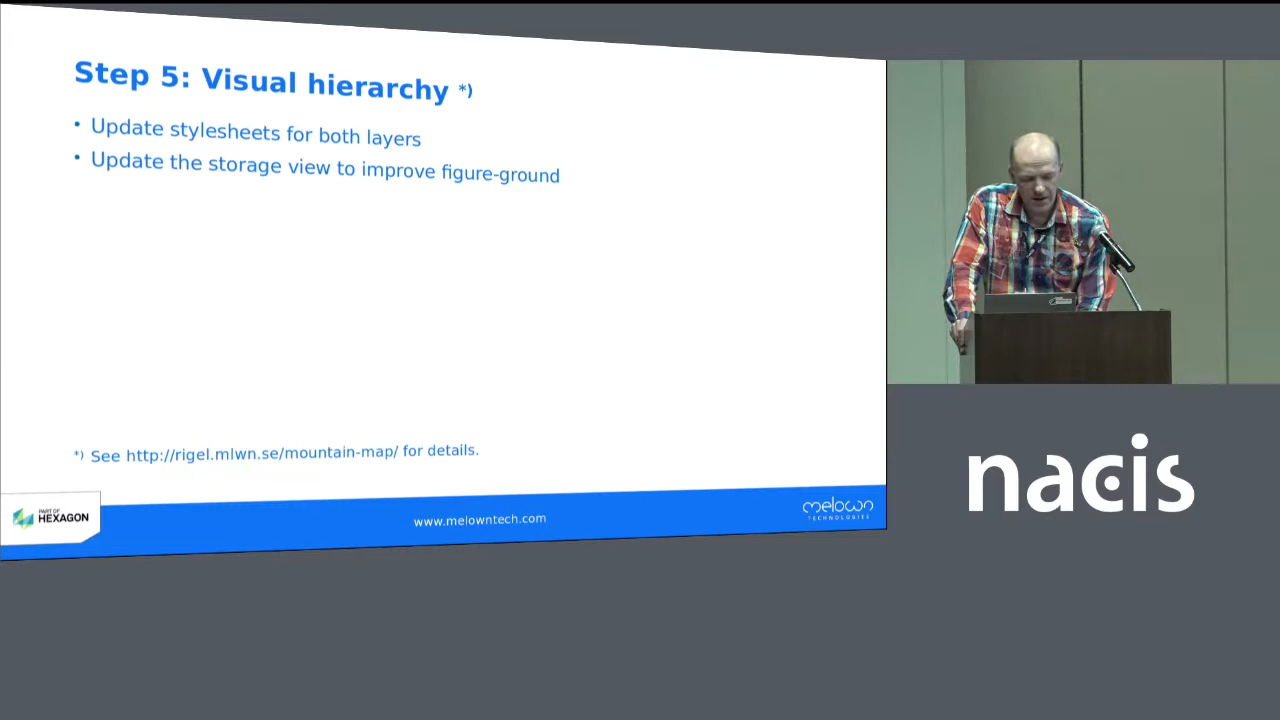 Step 5: Visual hierarchy *)
• Update stylesheets for both layers
• Update the storage view to improve figure-ground
*) See http://rigel.mlwn.se/mountain-map/ for details.
PART OF
HEXAGON
www.melowntech.com
melown
TECHNOLOGIES
nacis